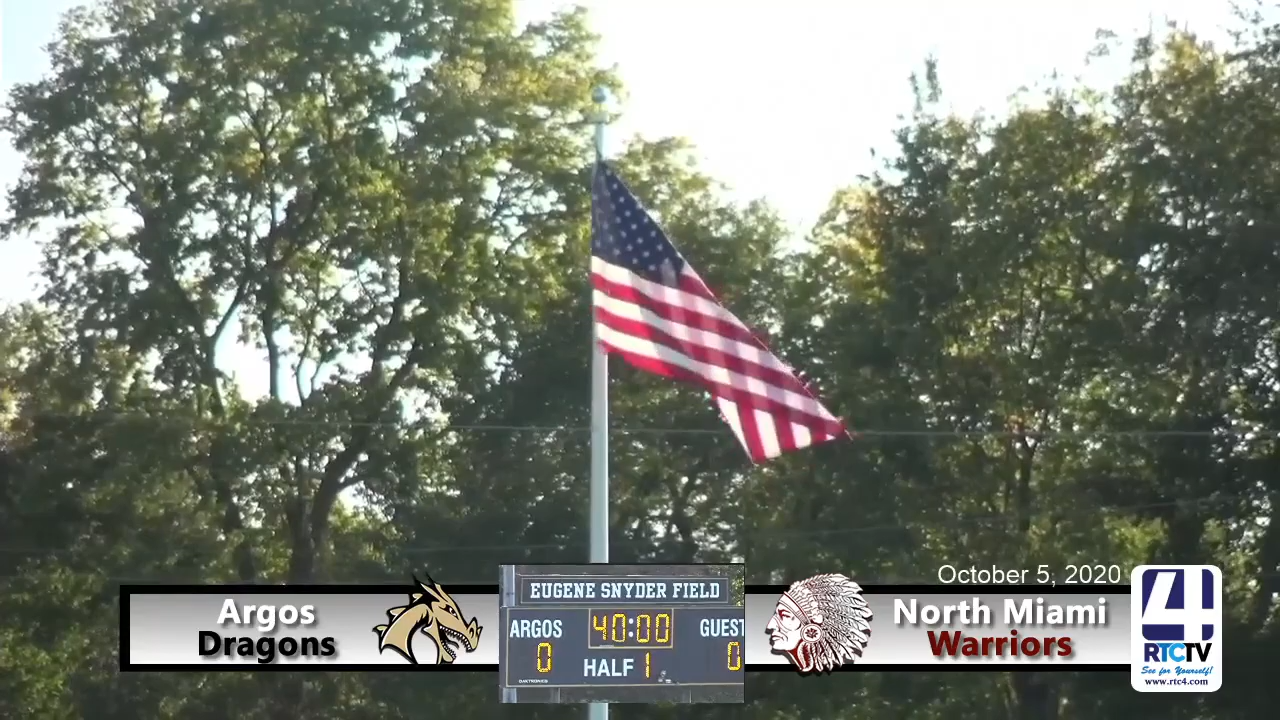 October 5, 2020
Argos
Dragons
EUGENE SNYDER FIELD
ARGOS
40:00
GUEST
0
HALF 1
0
DAKTRONICS
North Miami
Warriors
4
RTCTV
See for Yourself!
www.rtc4.com